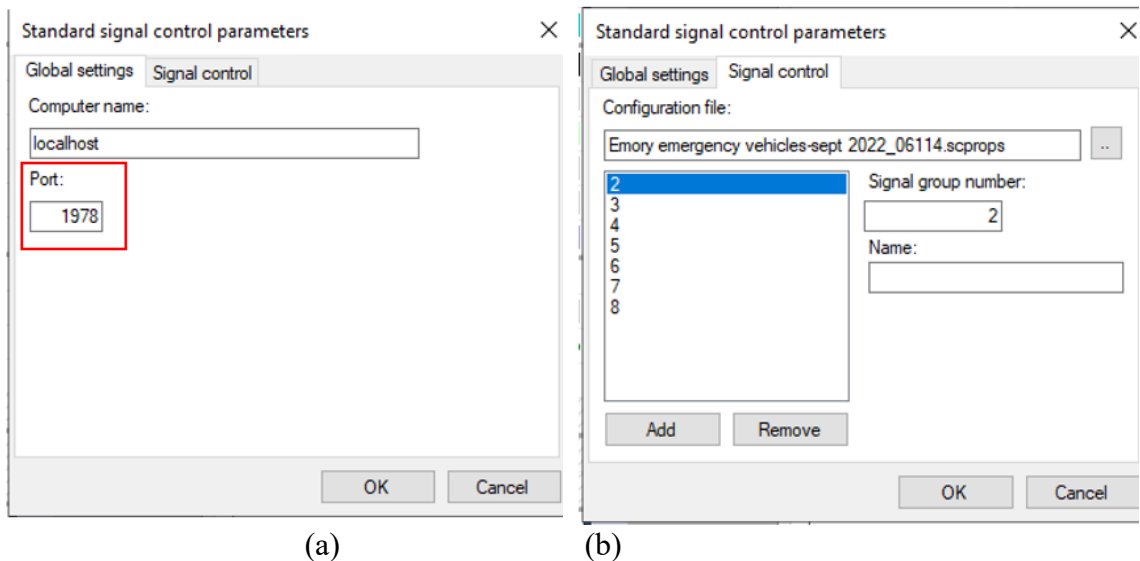 Standard signal control parameters
Global settings Signal control
Computer name:
localhost
Port:
1978
OK Cancel
(a)
Standard signal control parameters
Global settings Signal control
Configuration file:
Emory emergency vehicles-sept 2022_06114.scprops ..
2
3
4
5
6
7
8
Signal group number:
2
Name:
Add Remove
OK Cancel
(b)